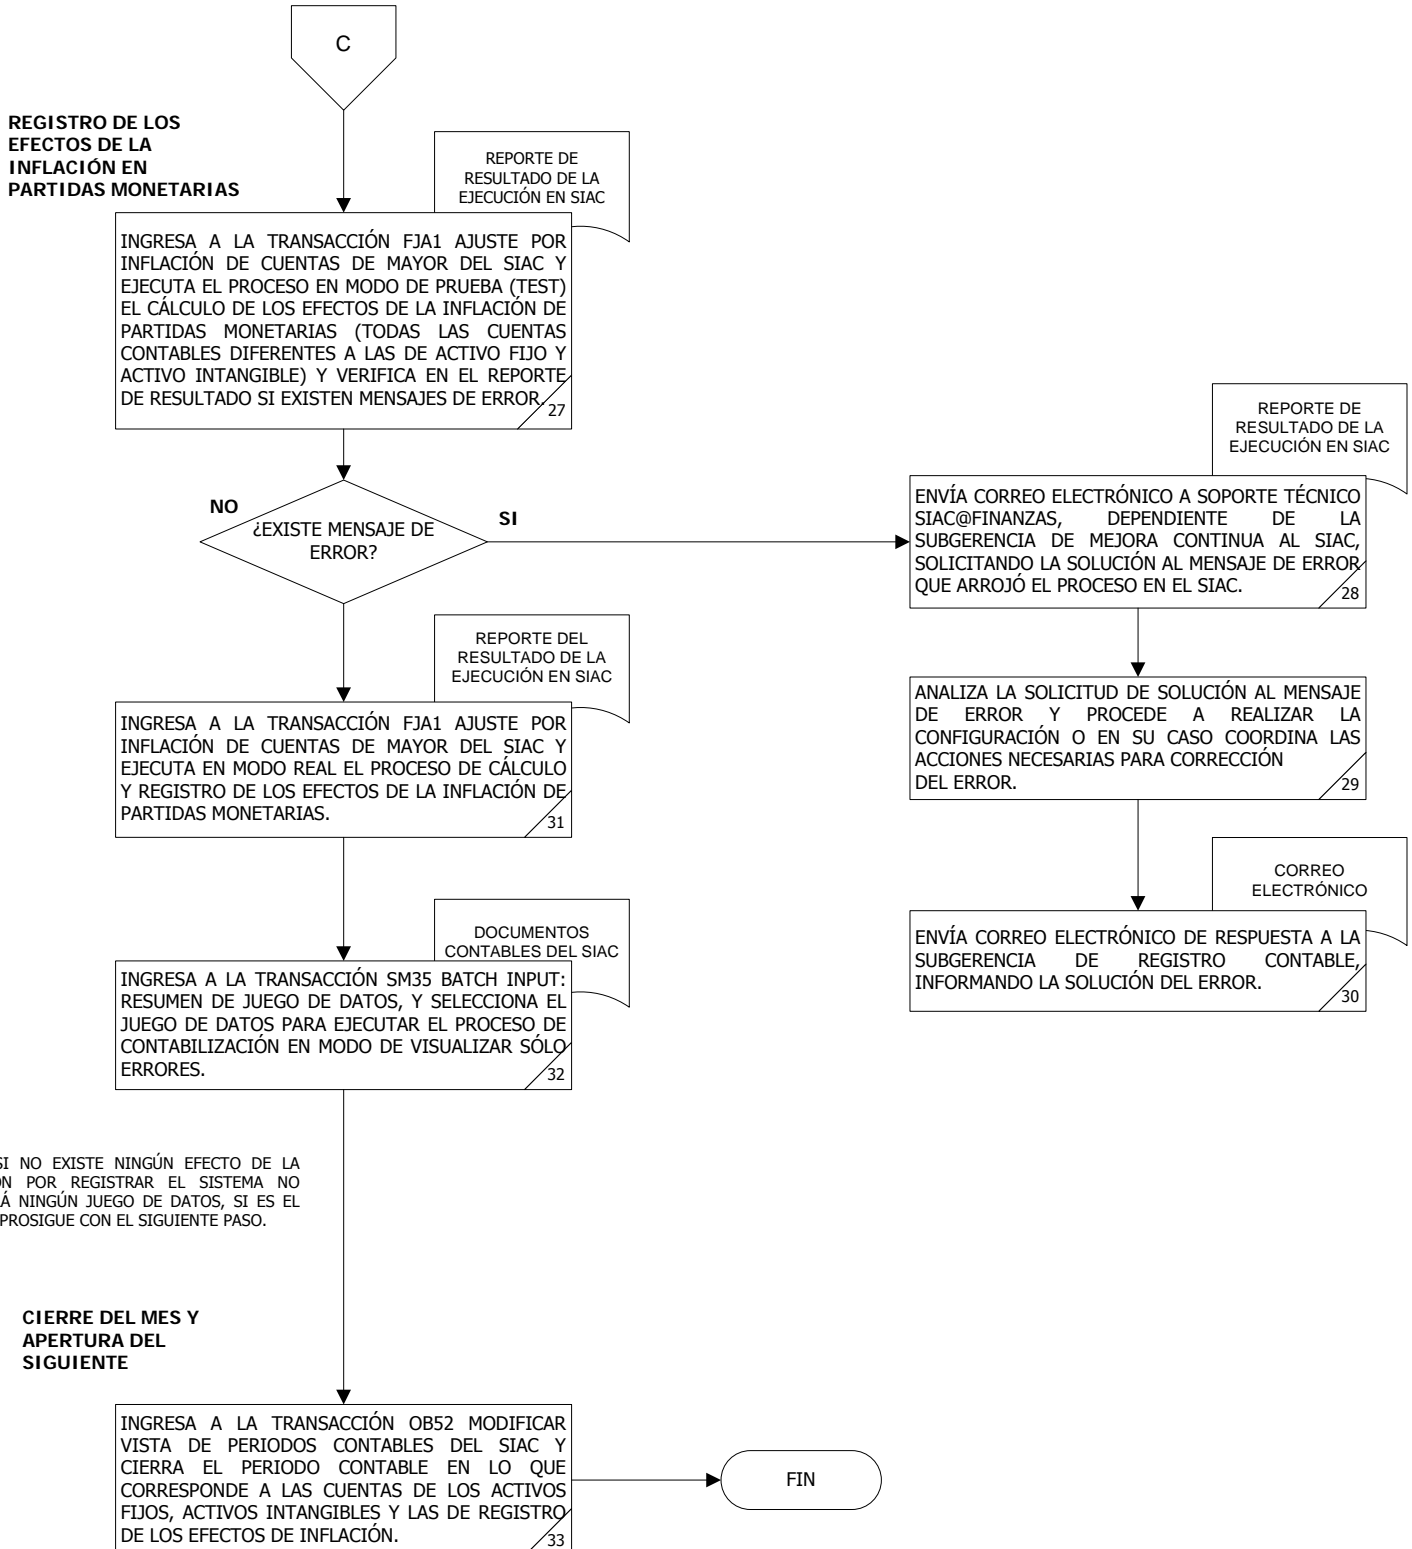 C
REGISTRO DE LOS
EFECTOS DE LA
INFLACIÓN EN
PARTIDAS MONETARIAS
REPORTE DE
RESULTADO DE LA
EJECUCIÓN EN SIAC
INGRESA A LA TRANSACCIÓN FJA1 AJUSTE POR
INFLACIÓN DE CUENTAS DE MAYOR DEL SIAC Y
EJECUTA EL PROCESO EN MODO DE PRUEBA (TEST)
EL CÁLCULO DE LOS EFECTOS DE LA INFLACIÓN DE
PARTIDAS MONETARIAS (TODAS LAS CUENTAS
CONTABLES DIFERENTES A LAS DE ACTIVO FIJO Y
ACTIVO INTANGIBLE) Y VERIFICA EN EL REPORTE
DE RESULTADO SI EXISTEN MENSAJES DE ERROR.
27
NO
¿EXISTE MENSAJE DE
ERROR?
SI
REPORTE DE
RESULTADO DE LA
EJECUCIÓN EN SIAC
ENVÍA CORREO ELECTRÓNICO A SOPORTE TÉCNICO
SIAC@FINANZAS, DEPENDIENTE DE LA
SUBGERENCIA DE MEJORA CONTINUA AL SIAC,
SOLICITANDO LA SOLUCIÓN AL MENSAJE DE ERROR
QUE ARROJÓ EL PROCESO EN EL SIAC.
28
ANALIZA LA SOLICITUD DE SOLUCIÓN AL MENSAJE
DE ERROR Y PROCEDE A REALIZAR LA
CONFIGURACIÓN O EN SU CASO COORDINA LAS
ACCIONES NECESARIAS PARA CORRECCIÓN
DEL ERROR.
29
CORREO
ELECTRÓNICO
ENVÍA CORREO ELECTRÓNICO DE RESPUESTA A LA
SUBGERENCIA DE REGISTRO CONTABLE,
INFORMANDO LA SOLUCIÓN DEL ERROR.
30
REPORTE DEL
RESULTADO DE LA
EJECUCIÓN EN SIAC
INGRESA A LA TRANSACCIÓN FJA1 AJUSTE POR
INFLACIÓN DE CUENTAS DE MAYOR DEL SIAC Y
EJECUTA EN MODO REAL EL PROCESO DE CÁLCULO
Y REGISTRO DE LOS EFECTOS DE LA INFLACIÓN DE
PARTIDAS MONETARIAS.
31
DOCUMENTOS
CONTABLES DEL SIAC
INGRESA A LA TRANSACCIÓN SM35 BATCH INPUT:
RESUMEN DE JUEGO DE DATOS, Y SELECCIONA EL
JUEGO DE DATOS PARA EJECUTAR EL PROCESO DE
CONTABILIZACIÓN EN MODO DE VISUALIZAR SÓLO
ERRORES.
32
SI NO EXISTE NINGÚN EFECTO DE LA
POR REGISTRAR EL SISTEMA NO
NINGÚN JUEGO DE DATOS, SI ES EL
PROSIGUE CON EL SIGUIENTE PASO.
CIERRE DEL MES Y
APERTURA DEL
SIGUIENTE
INGRESA A LA TRANSACCIÓN OB52 MODIFICAR
VISTA DE PERIODOS CONTABLES DEL SIAC Y
CIERRA EL PERIODO CONTABLE EN LO QUE
CORRESPONDE A LAS CUENTAS DE LOS ACTIVOS
FIJOS, ACTIVOS INTANGIBLES Y LAS DE REGISTRO
DE LOS EFECTOS DE INFLACIÓN.
33
FIN